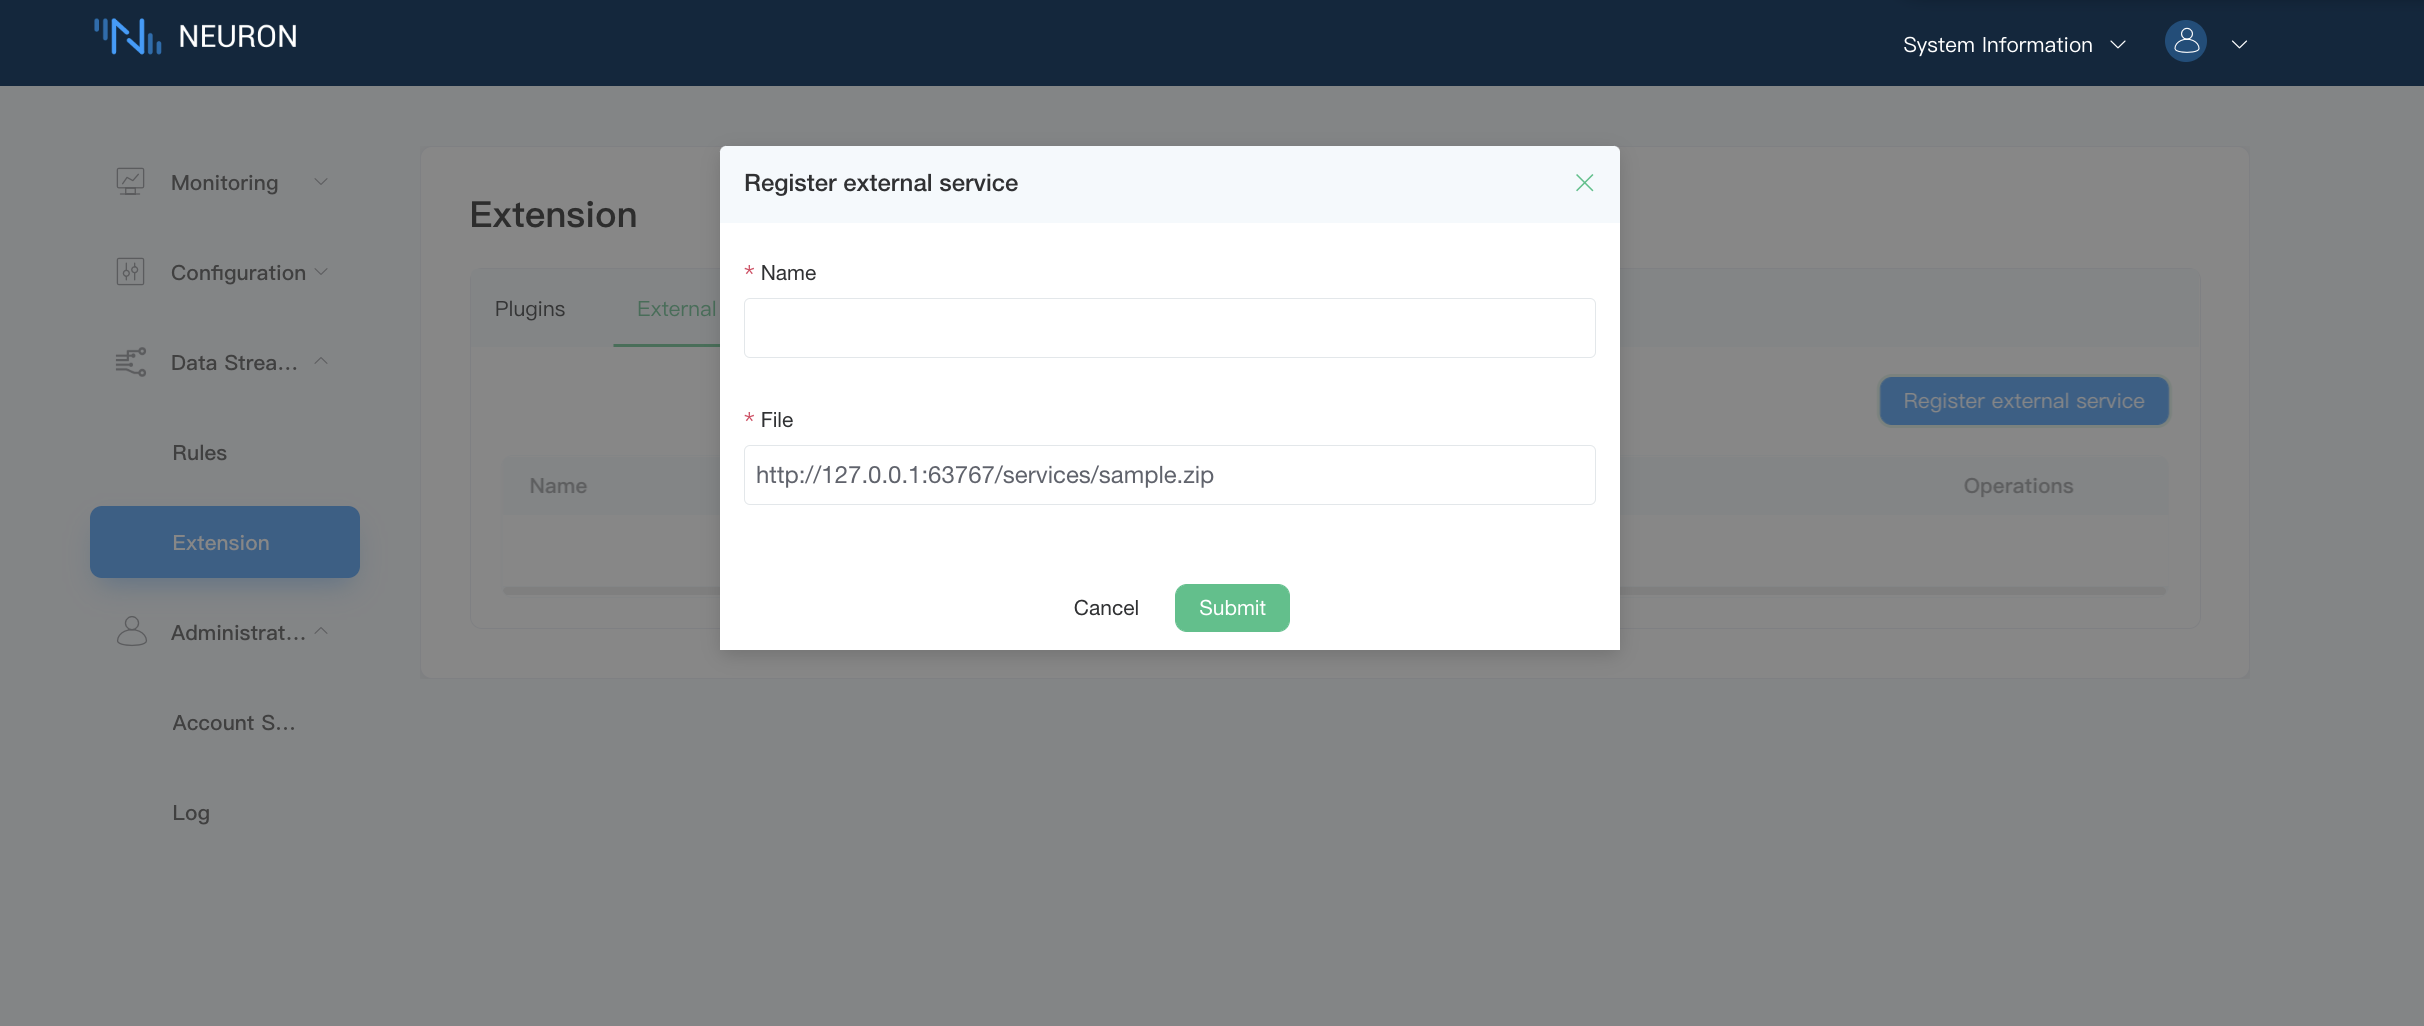 NEURON
System Information
Monitoring
Configuration
Data Strea...
Rules
Extension
Administrat...
Account S...
Log
Extension
Plugins
External
Register external service
Name
Operations
Register external service
* Name
* File
http://127.0.0.1:63767/services/sample.zip
Cancel
Submit